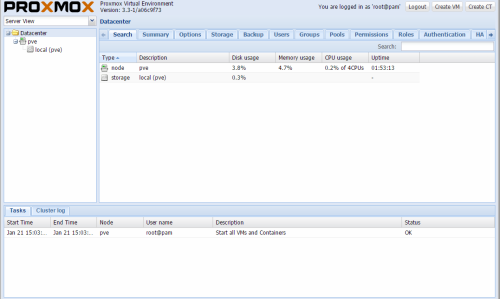 PROXMOX Proxmox Virtual Environment
Version: 3.3-1/a06c9f73
You are logged in as 'root@pam' Logout Create VM Create CT
Server View
Datacenter
pve
local (pve)
Datacenter
Search Summary Options Storage Backup Users Groups Pools Permissions Roles Authentication HA
Search:
Type Description Disk usage Memory usage CPU usage Uptime
node pve 3.8% 4.7% 0.2% of 4CPUs 01:53:13
storage local (pve) 0.3% -
Tasks Cluster log
Start Time End Time Node User name Description Status
Jan 21 15:03:... Jan 21 15:03:... pve root@pam Start all VMs and Containers OK